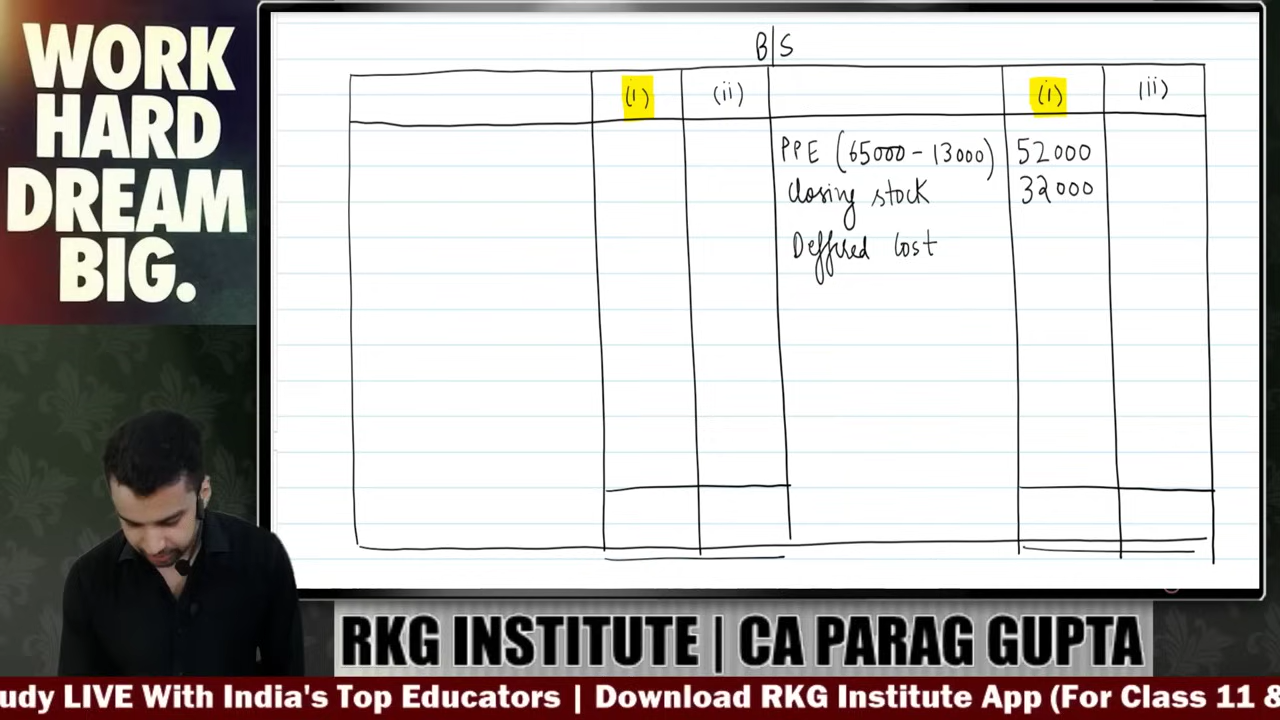 WORK
HARD
DREAM
BIG.
B|S
(i) (ii) (i) (ii)
PPE (65000 - 13000) 52000
closing stock 32000
Deffered cost
RKG INSTITUTE | CA PARAG GUPTA
udy LIVE With India's Top Educators | Download RKG Institute App (For Class 11 &